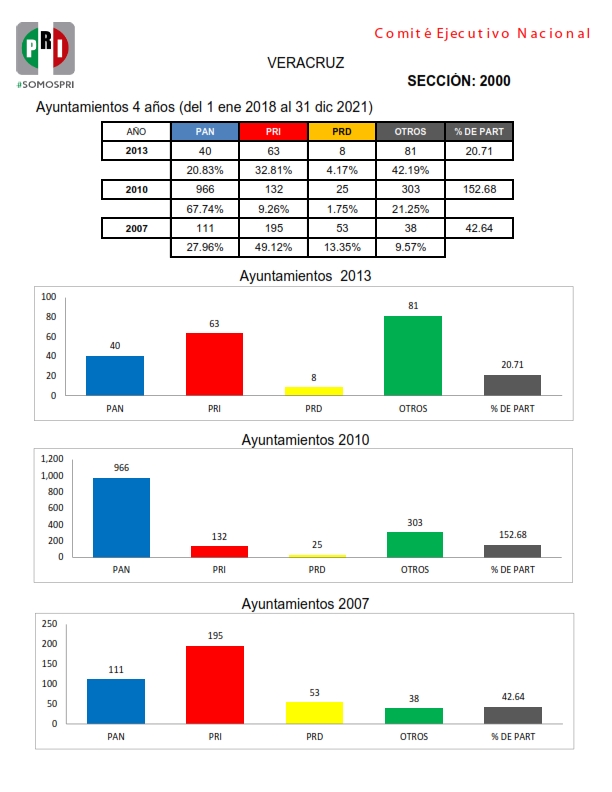 Comité Ejecutivo Nacional
PRI
#SOMOSPRI
VERACRUZ
SECCIÓN: 2000
Ayuntamientos 4 años (del 1 ene 2018 al 31 dic 2021)
AÑO PAN PRI PRD OTROS % DE PART
2013 40 63 8 81 20.71
20.83% 32.81% 4.17% 42.19%
2010 966 132 25 303 152.68
67.74% 9.26% 1.75% 21.25%
2007 111 195 53 38 42.64
27.96% 49.12% 13.35% 9.57%
Ayuntamientos 2013
100
80
60
40
20
0
40 63 8 81 20.71
PAN PRI PRD OTROS % DE PART
Ayuntamientos 2010
1,200
1,000
800
600
400
200
0
966 132 25 303 152.68
PAN PRI PRD OTROS % DE PART
Ayuntamientos 2007
250
200
150
100
50
0
111 195 53 38 42.64
PAN PRI PRD OTROS % DE PART